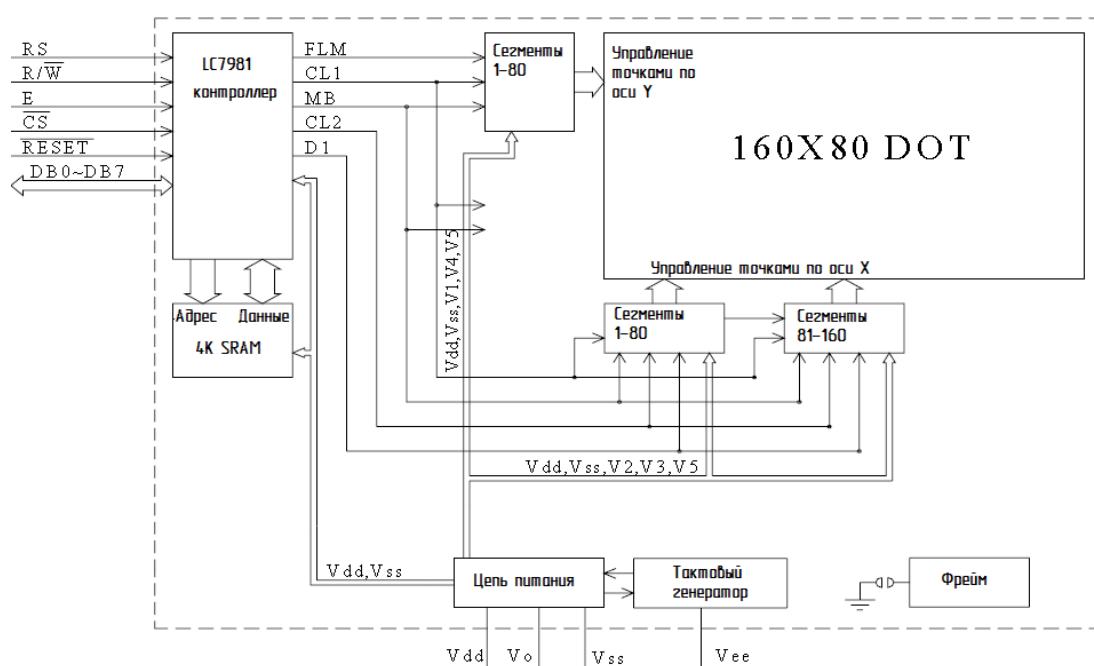 RS
R/W̅
E
C̅S̅
R̅E̅S̅E̅T̅
DB0~DB7
LC7981
контроллер
FLM
CL1
MB
CL2
D1
Сегменты
1-80
Управление
точками по
оси Y
160X80 DOT
Управление точками по оси X
Адрес Данные
4K SRAM
Vdd,Vss,V1,V4,V5
Сегменты
1-80
Сегменты
81-160
Vdd,Vss,V2,V3,V5
Vdd,Vss
Цепь питания
Тактовый
генератор
Фрейм
Vdd
Vo
Vss
Vee